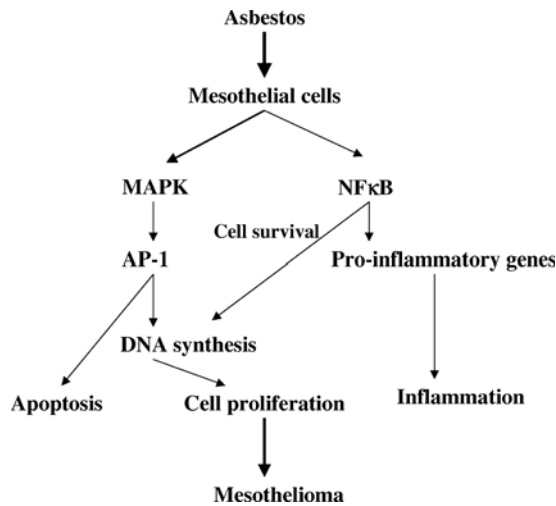 Asbestos
Mesothelial cells
MAPK
NFκB
Cell survival
AP-1
Pro-inflammatory genes
DNA synthesis
Apoptosis
Cell proliferation
Inflammation
Mesothelioma